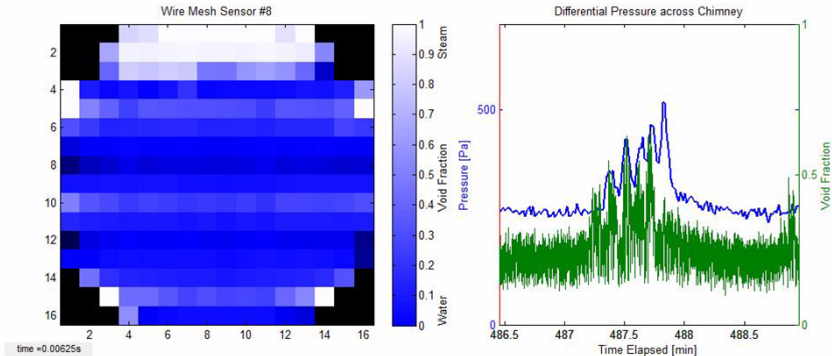 Wire Mesh Sensor #8
2
4
6
8
10
12
14
16
2 4 6 8 10 12 14 16
1
0.9
0.8
0.7
0.6
0.5
0.4
0.3
0.2
0.1
0
Steam
Void Fraction
Water
time =0.00625s
Differential Pressure across Chimney
Pressure [Pa]
500
0
1
0.5
0
Void Fraction
486.5 487 487.5 488 488.5
Time Elapsed [min]